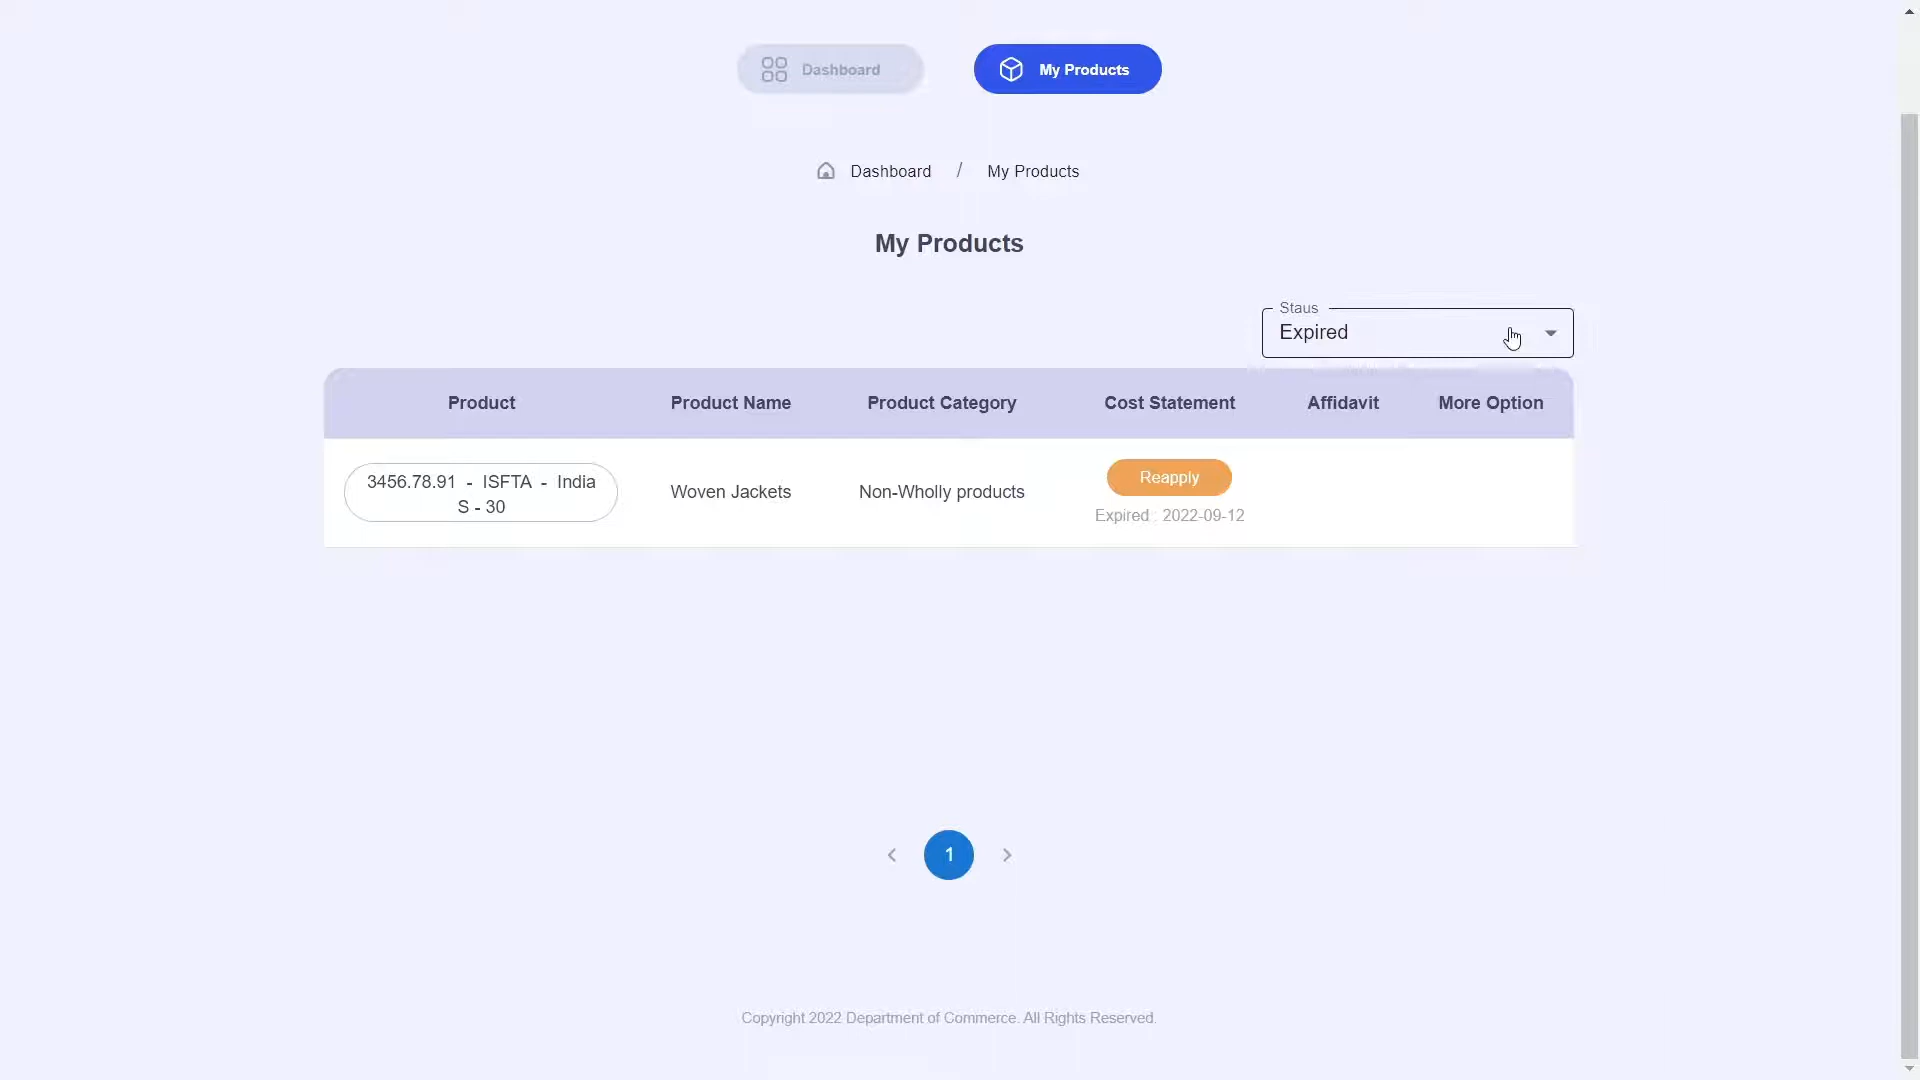 Dashboard
My Products
Dashboard / My Products
My Products
Staus
Expired
Product Product Name Product Category Cost Statement Affidavit More Option
3456.78.91 - ISFTA - India
S - 30
Woven Jackets
Non-Wholly products
Reapply
Expired : 2022-09-12
1
Copyright 2022 Department of Commerce. All Rights Reserved.